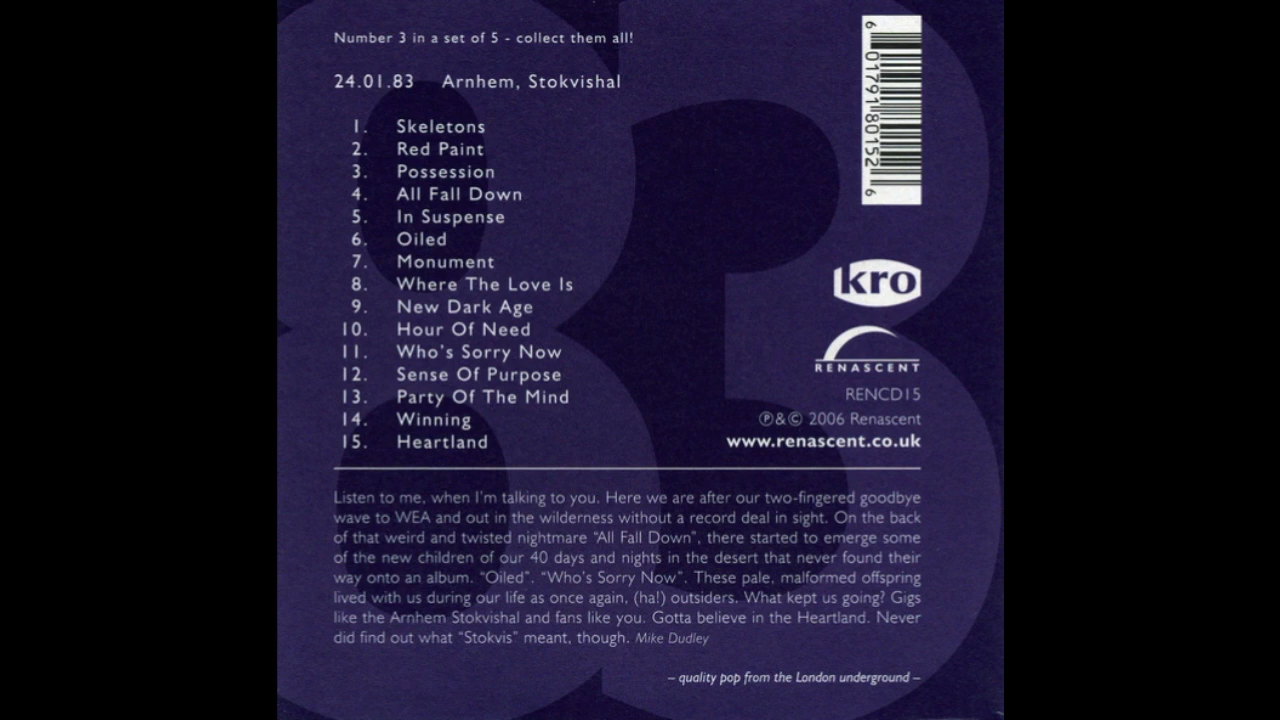 Number 3 in a set of 5 - collect them all!
24.01.83 Arnhem, Stokvishal
1. Skeletons
2. Red Paint
3. Possession
4. All Fall Down
5. In Suspense
6. Oiled
7. Monument
8. Where The Love Is
9. New Dark Age
10. Hour Of Need
11. Who's Sorry Now
12. Sense Of Purpose
13. Party Of The Mind
14. Winning
15. Heartland
6 01791 80152 6
kro
RENASCENT
RENCD15
℗&© 2006 Renascent
www.renascent.co.uk
Listen to me, when I'm talking to you. Here we are after our two-fingered goodbye
wave to WEA and out in the wilderness without a record deal in sight. On the back
of that weird and twisted nightmare “All Fall Down”, there started to emerge some
of the new children of our 40 days and nights in the desert that never found their
way onto an album. “Oiled”. “Who's Sorry Now”. These pale, malformed offspring
lived with us during our life as once again, (ha!) outsiders. What kept us going? Gigs
like the Arnhem Stokvishal and fans like you. Gotta believe in the Heartland. Never
did find out what “Stokvis” meant, though. Mike Dudley
– quality pop from the London underground –
83